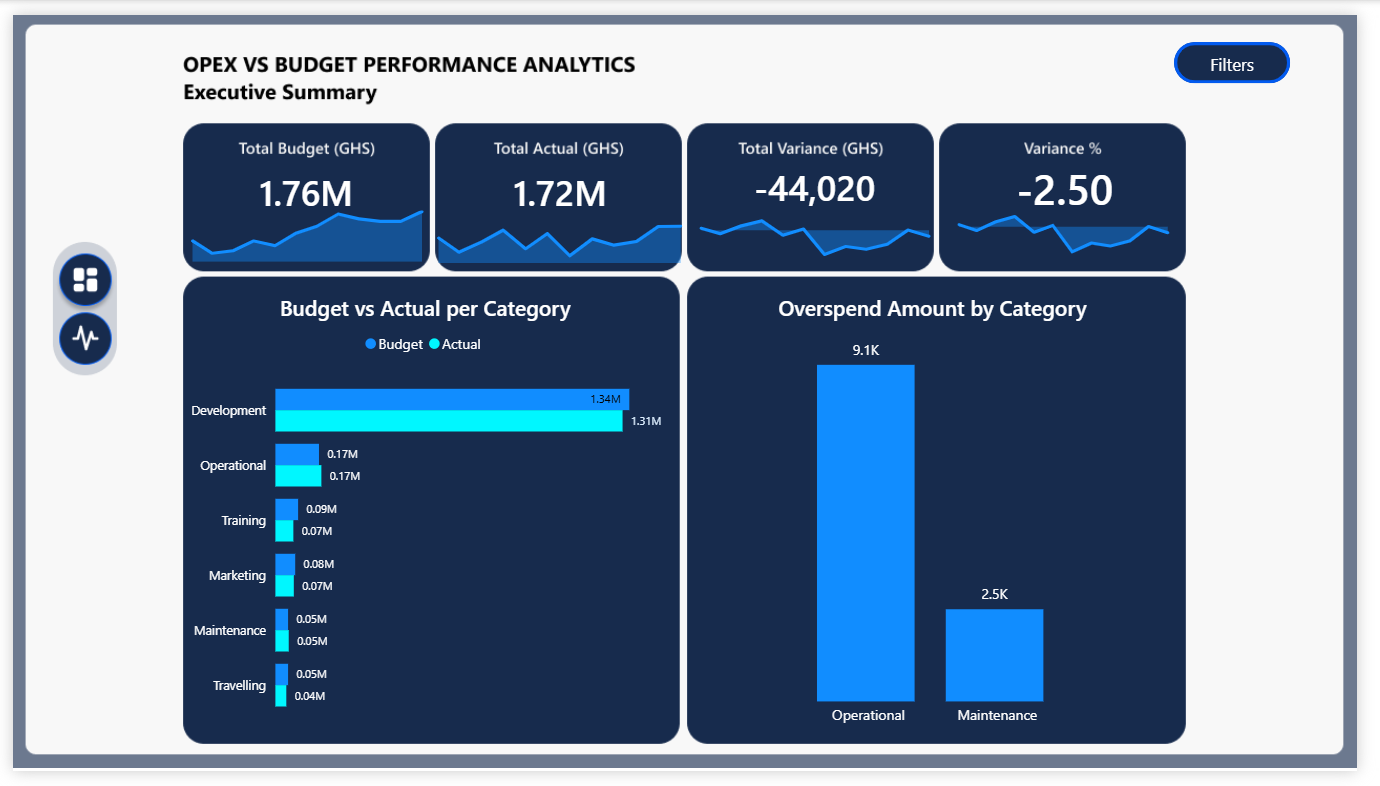 OPEX VS BUDGET PERFORMANCE ANALYTICS
Executive Summary
Filters
Total Budget (GHS)
1.76M
Total Actual (GHS)
1.72M
Total Variance (GHS)
-44,020
Variance %
-2.50
Budget vs Actual per Category
Budget Actual
Development
1.34M
1.31M
Operational
0.17M
0.17M
Training
0.09M
0.07M
Marketing
0.08M
0.07M
Maintenance
0.05M
0.05M
Travelling
0.05M
0.04M
Overspend Amount by Category
9.1K
2.5K
Operational
Maintenance